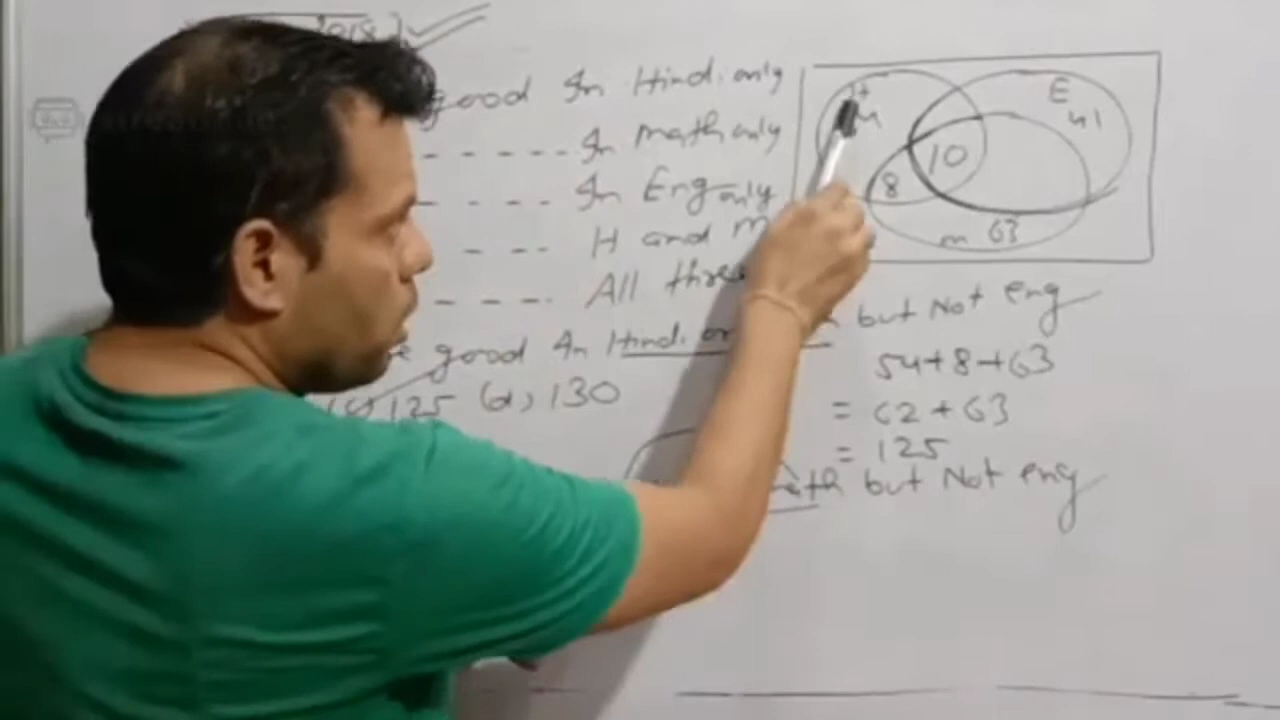 good In Hindi only
- - - - - - In math only
- - - - - In Eng only
- - - - H and M
- - - - All three
good In Hindi or but Not eng
125 (d) 130
H
E
41
10
8
m 63
54+8+63
= 62+63
= 125
math but Not eng